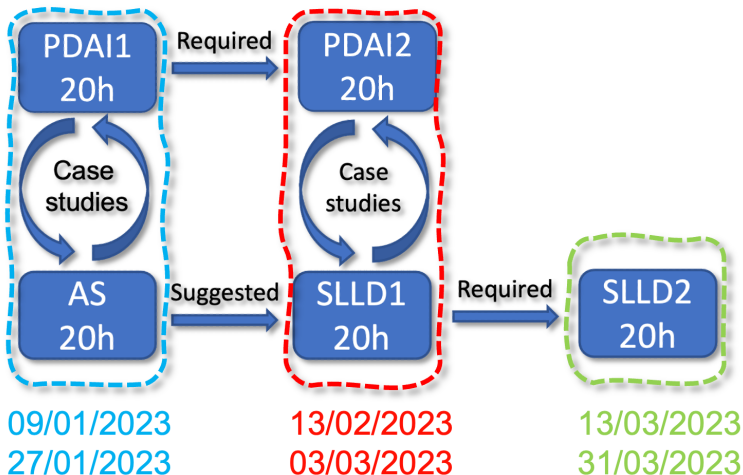 PDAI1
20h
Required
PDAI2
20h
Case
studies
Case
studies
AS
20h
Suggested
SLLD1
20h
Required
SLLD2
20h
09/01/2023
27/01/2023
13/02/2023
03/03/2023
13/03/2023
31/03/2023